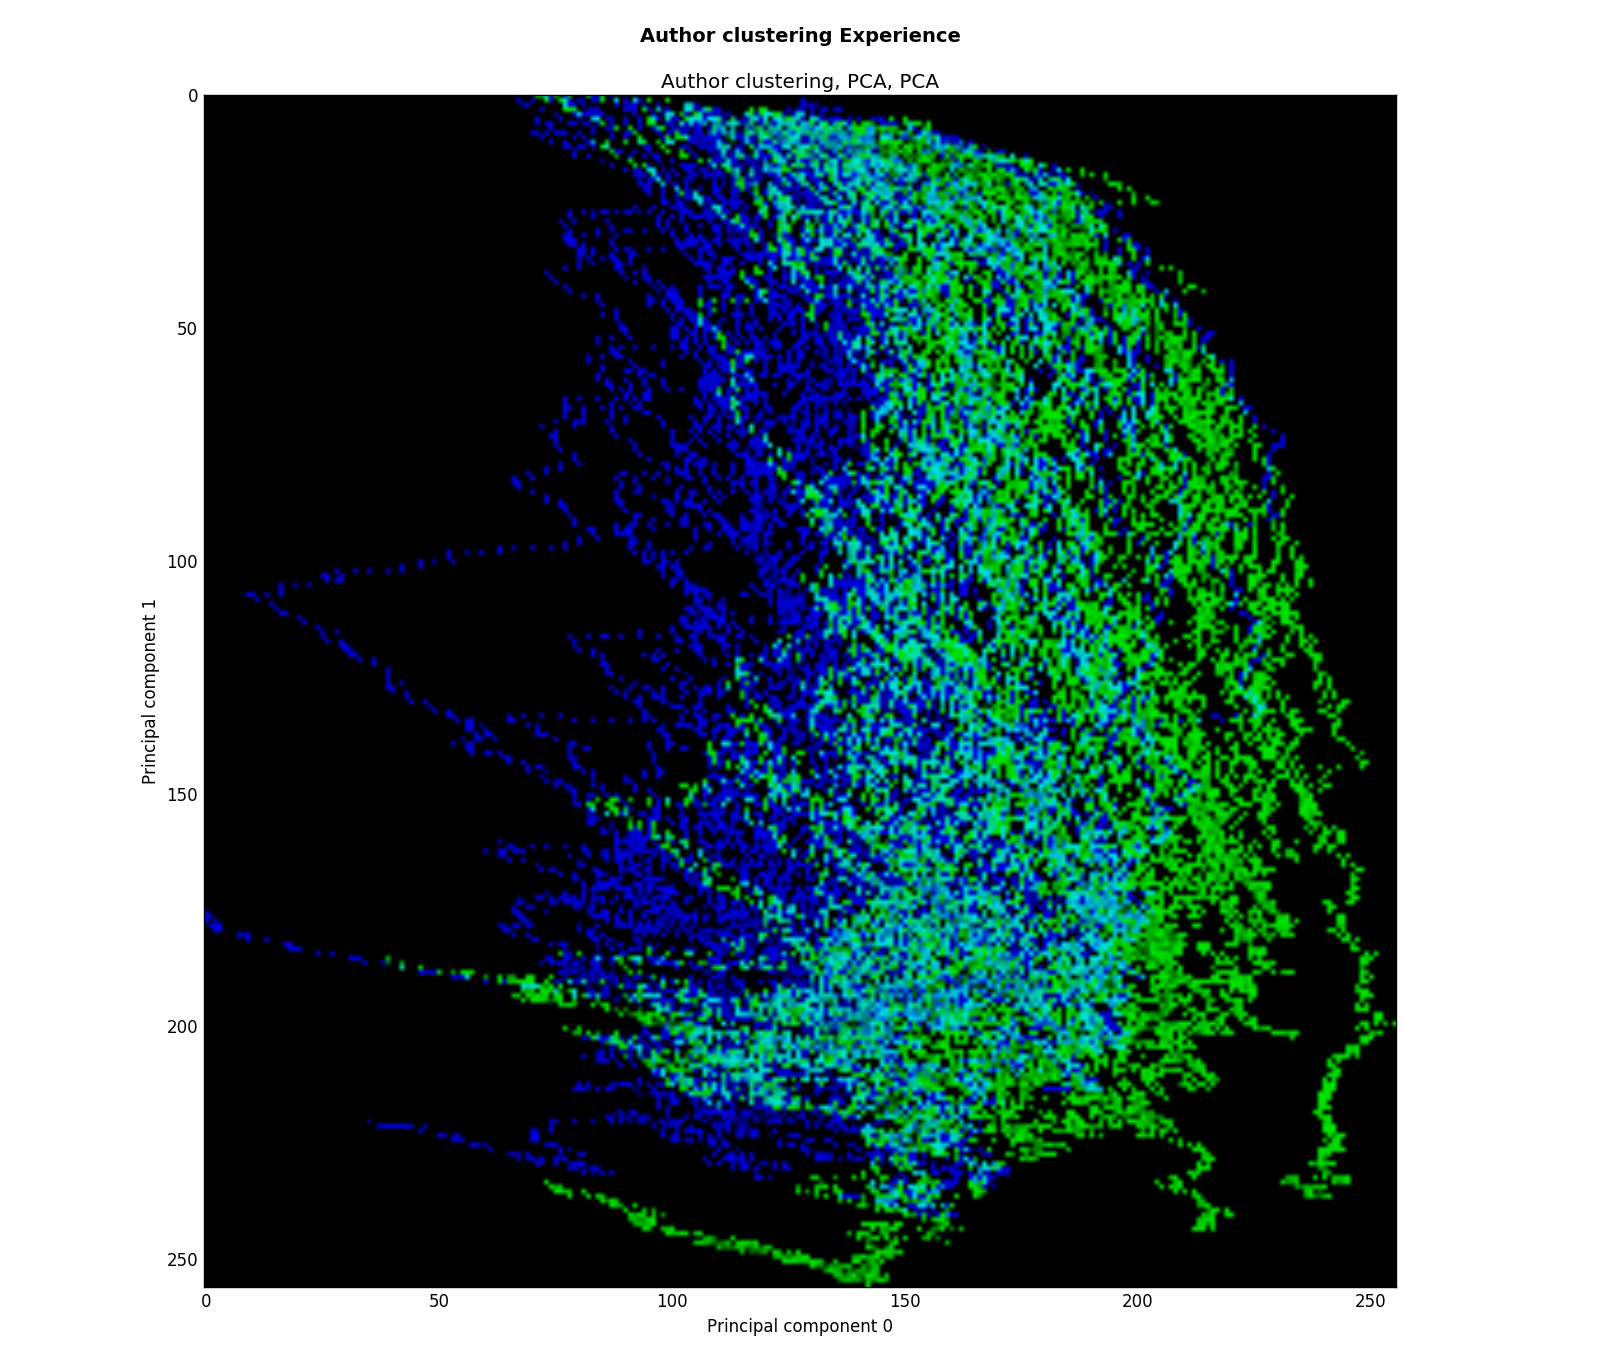 Author clustering Experience
Author clustering, PCA, PCA
0
50
100
150
200
250
Principal component 1
0 50 100 150 200 250
Principal component 0